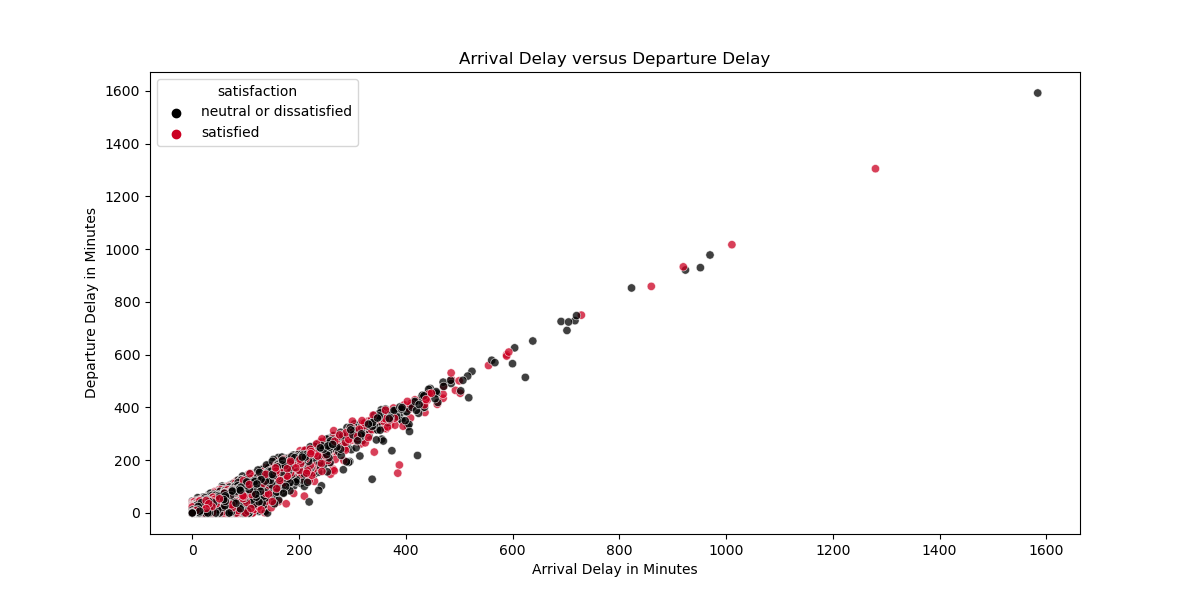 Arrival Delay versus Departure Delay
satisfaction
neutral or dissatisfied
satisfied
Departure Delay in Minutes
1600
1400
1200
1000
800
600
400
200
0
0 200 400 600 800 1000 1200 1400 1600
Arrival Delay in Minutes